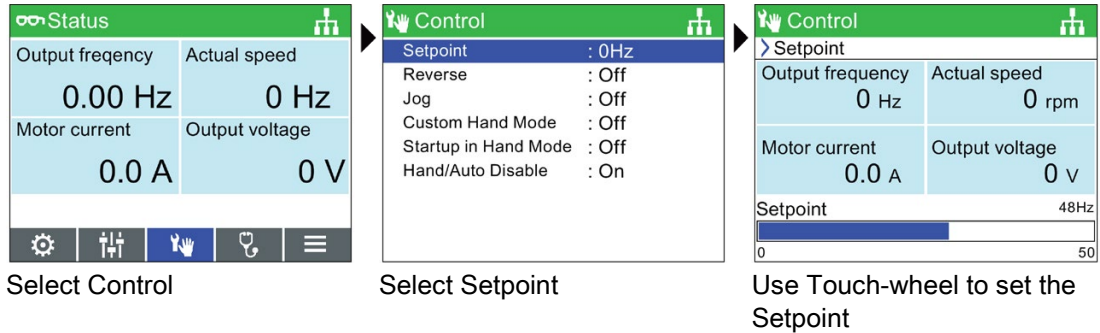 Status
Output freqency Actual speed
0.00 Hz 0 Hz
Motor current Output voltage
0.0 A 0 V
Select Control
Control
Setpoint : 0Hz
Reverse : Off
Jog : Off
Custom Hand Mode : Off
Startup in Hand Mode : Off
Hand/Auto Disable : On
Select Setpoint
Control
Setpoint
Output frequency Actual speed
0 Hz 0 rpm
Motor current Output voltage
0.0 A 0 V
Setpoint 48Hz
0 50
Use Touch-wheel to set the
Setpoint